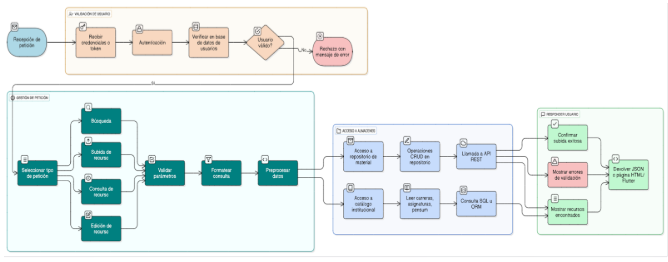 VALIDACIÓN DE USUARIO
Recepción de
petición
Recibir
credenciales o
token
Autenticación
Verificar en base
de datos de
usuarios
Usuario
válido?
No
Rechazo con
mensaje de error
Sí
GESTIÓN DE PETICIÓN
Seleccionar tipo
de petición
Búsqueda
Subida de
recurso
Consulta de
recurso
Edición de
recurso
Validar
parámetros
Formatear
consulta
Preprocesar
datos
ACCESO A ALMACENES
Acceso a
repositorio de
material
Operaciones
CRUD en
repositorio
Llamada a API
REST
Acceso a
catálogo
institucional
Leer carreras,
asignaturas,
pensum
Consulta SQL u
ORM
RESPONDER USUARIO
Confirmar
subida exitosa
Mostrar errores
de validación
Mostrar recursos
encontrados
Devolver JSON
o página HTML/
Flutter